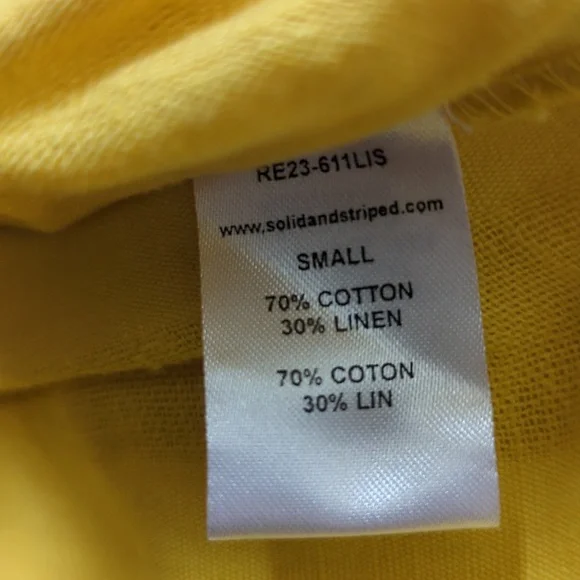 RE23-611LIS
www.solidandstriped.com
SMALL
70% COTTON
30% LINEN
70% COTON
30% LIN